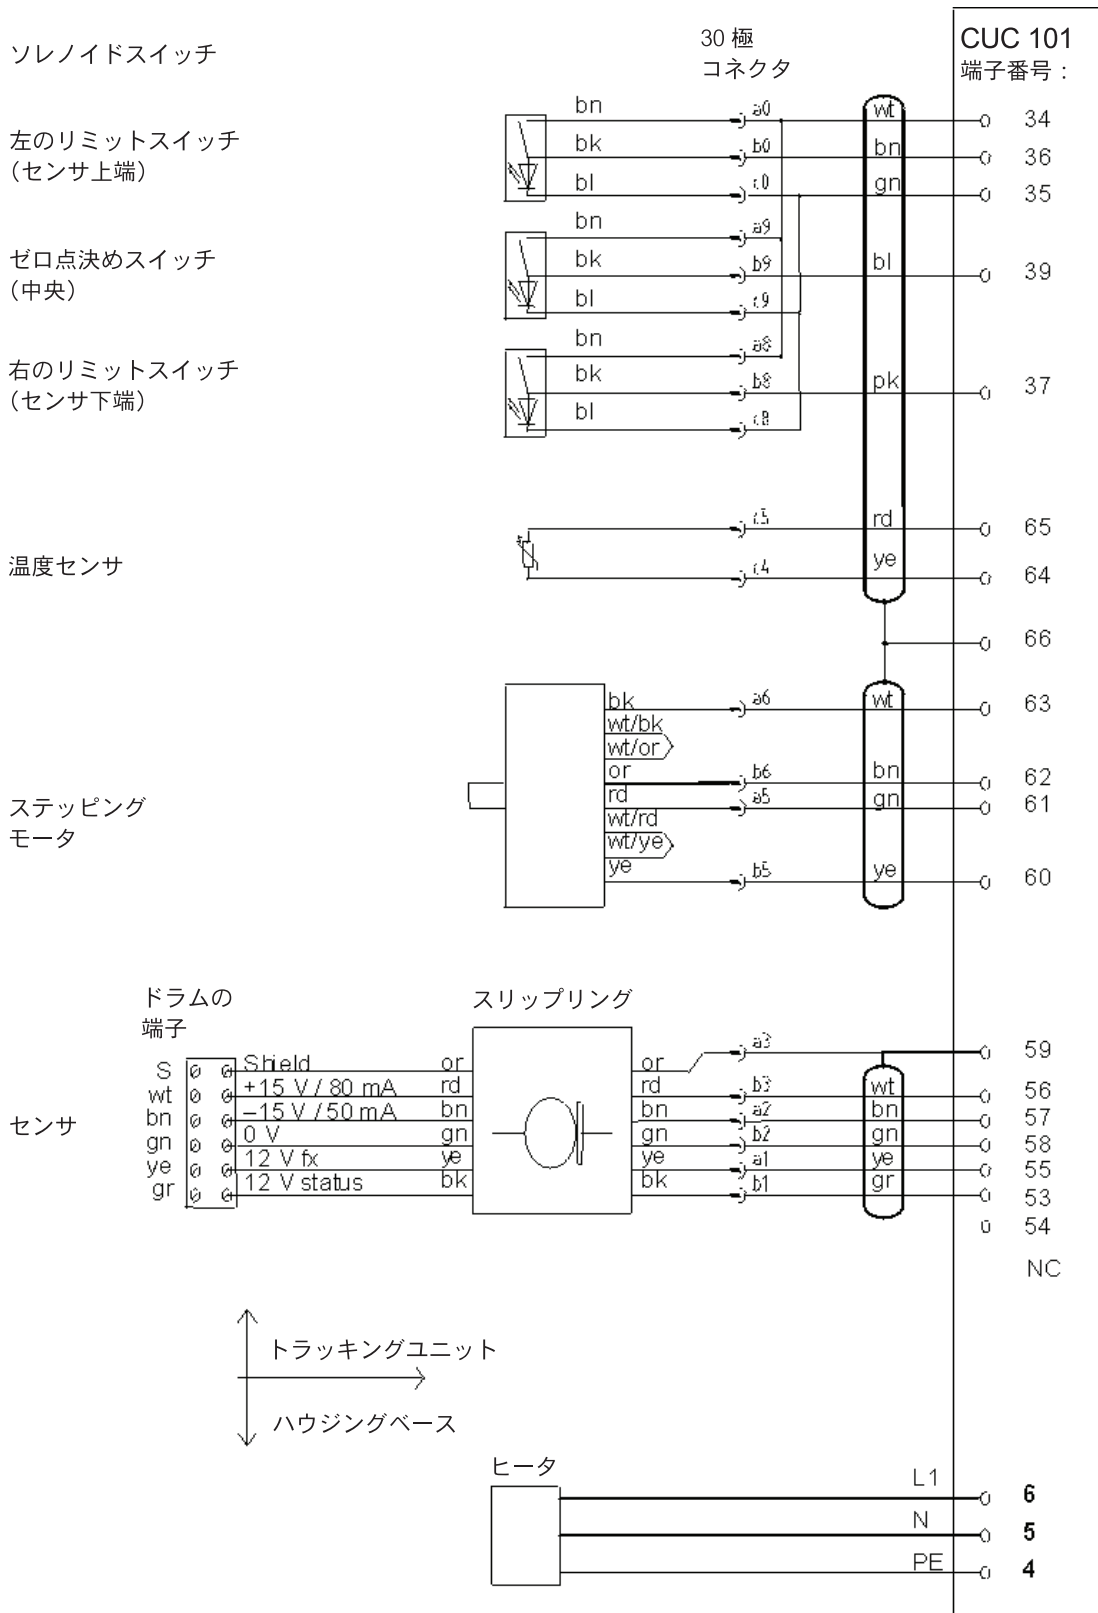 ソレノイドスイッチ
30 極
コネクタ
CUC 101
端子番号：
左のリミットスイッチ
（センサ上端）
bn a0 wt 34
bk b0 bn 36
bl c0 gn 35
ゼロ点決めスイッチ
（中央）
bn a9
bk b9 bl 39
bl c9
右のリミットスイッチ
（センサ下端）
bn a8
bk b8 pk 37
bl c8
温度センサ
c5 rd 65
c4 ye 64
66
ステッピング
モータ
bk a6 wt 63
wt/bk
wt/or
or b6 bn 62
rd a5 gn 61
wt/rd
wt/ye
ye b5 ye 60
ドラムの
端子
スリップリング
センサ
S Shield or or a3 59
wt +15 V / 80 mA rd rd b3 wt 56
bn –15 V / 50 mA bn bn a2 bn 57
gn 0 V gn gn b2 gn 58
ye 12 V fx ye ye a1 ye 55
gr 12 V status bk bk b1 gr 53
54
NC
トラッキングユニット
ハウジングベース
ヒータ
L1 6
N 5
PE 4